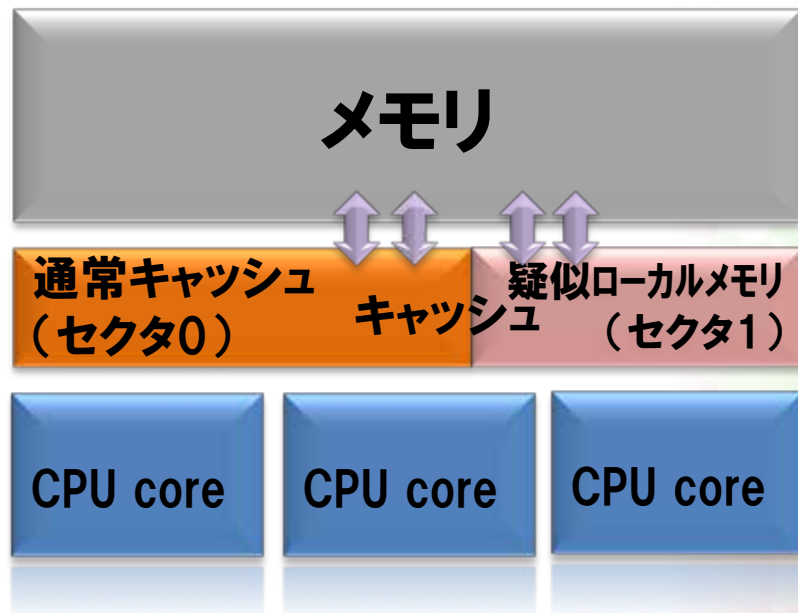 メモリ
通常キャッシュ
（セクタ0）
キャッシュ
疑似ローカルメモリ
（セクタ1）
CPU core
CPU core
CPU core